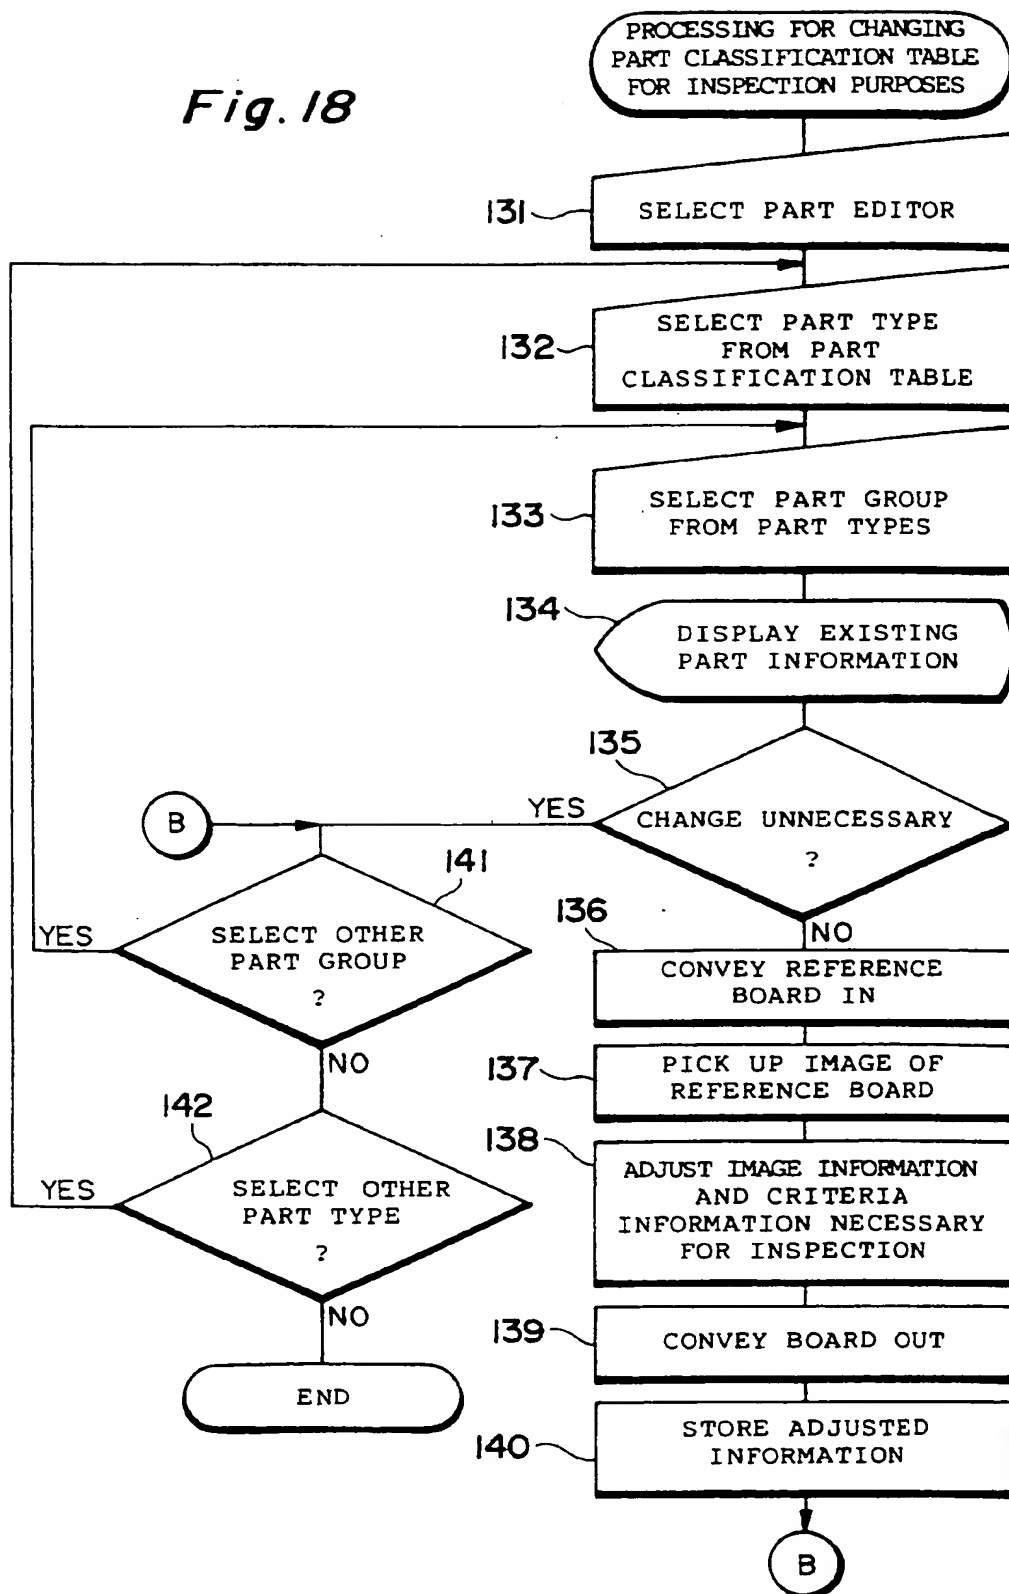 Fig. 18
PROCESSING FOR CHANGING
PART CLASSIFICATION TABLE
FOR INSPECTION PURPOSES
131
SELECT PART EDITOR
132
SELECT PART TYPE
FROM PART
CLASSIFICATION TABLE
133
SELECT PART GROUP
FROM PART TYPES
134
DISPLAY EXISTING
PART INFORMATION
135
CHANGE UNNECESSARY
?
YES
NO
B
141
SELECT OTHER
PART GROUP
?
YES
NO
142
SELECT OTHER
PART TYPE
?
YES
NO
END
136
CONVEY REFERENCE
BOARD IN
137
PICK UP IMAGE OF
REFERENCE BOARD
138
ADJUST IMAGE INFORMATION
AND CRITERIA
INFORMATION NECESSARY
FOR INSPECTION
139
CONVEY BOARD OUT
140
STORE ADJUSTED
INFORMATION
B